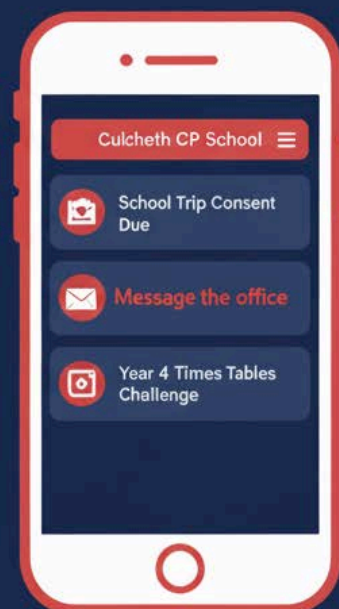 Culcheth CP School
School Trip Consent
Due
Message the office
Year 4 Times Tables
Challenge